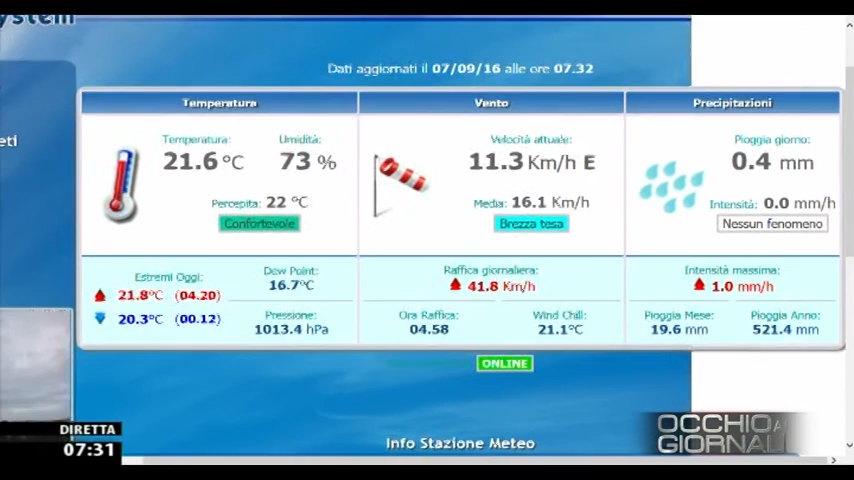 Dati aggiornati il 07/09/16 alle ore 07.32
Temperatura
Temperatura: Umidità:
21.6 °C 73 %
Percepita: 22 °C
Confortevole
Estremi Oggi:
21.8°C (04.20)
20.3°C (00.12)
Dew Point:
16.7°C
Pressione:
1013.4 hPa
Vento
Velocità attuale:
11.3 Km/h E
Media: 16.1 Km/h
Brezza tesa
Raffica giornaliera:
41.8 Km/h
Ora Raffica: Wind Chill:
04.58 21.1°C
Precipitazioni
Pioggia giorno:
0.4 mm
Intensità: 0.0 mm/h
Nessun fenomeno
Intensità massima:
1.0 mm/h
Pioggia Mese: Pioggia Anno:
19.6 mm 521.4 mm
ONLINE
Info Stazione Meteo
DIRETTA
07:31
OCCHIO AI
GIORNALI